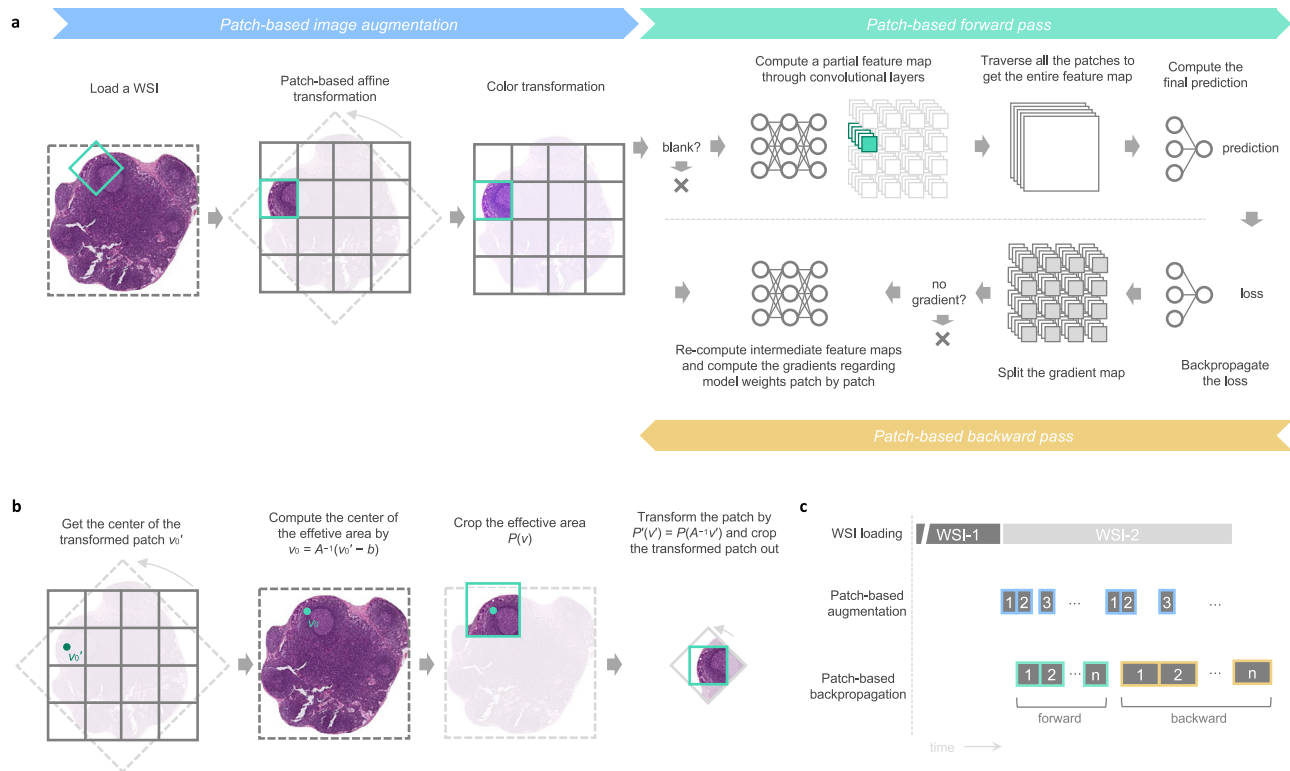 a
Patch-based image augmentation
Patch-based forward pass
Load a WSI
Patch-based affine
transformation
Color transformation
blank?
Compute a partial feature map
through convolutional layers
Traverse all the patches to
get the entire feature map
Compute the
final prediction
prediction
Re-compute intermediate feature maps
and compute the gradients regarding
model weights patch by patch
no
gradient?
Split the gradient map
loss
Backpropagate
the loss
Patch-based backward pass
b
Get the center of the
transformed patch v₀'
v₀'
Compute the center of
the effetive area by
v₀ = A⁻¹(v₀' − b)
v₀
Crop the effective area
P(v)
Transform the patch by
P'(v') = P(A⁻¹v') and crop
the transformed patch out
c
WSI loading
WSI-1
WSI-2
Patch-based
augmentation
1 2 3 ... 1 2 3 ...
Patch-based
backpropagation
1 2 ... n 1 2 ... n
forward
backward
time